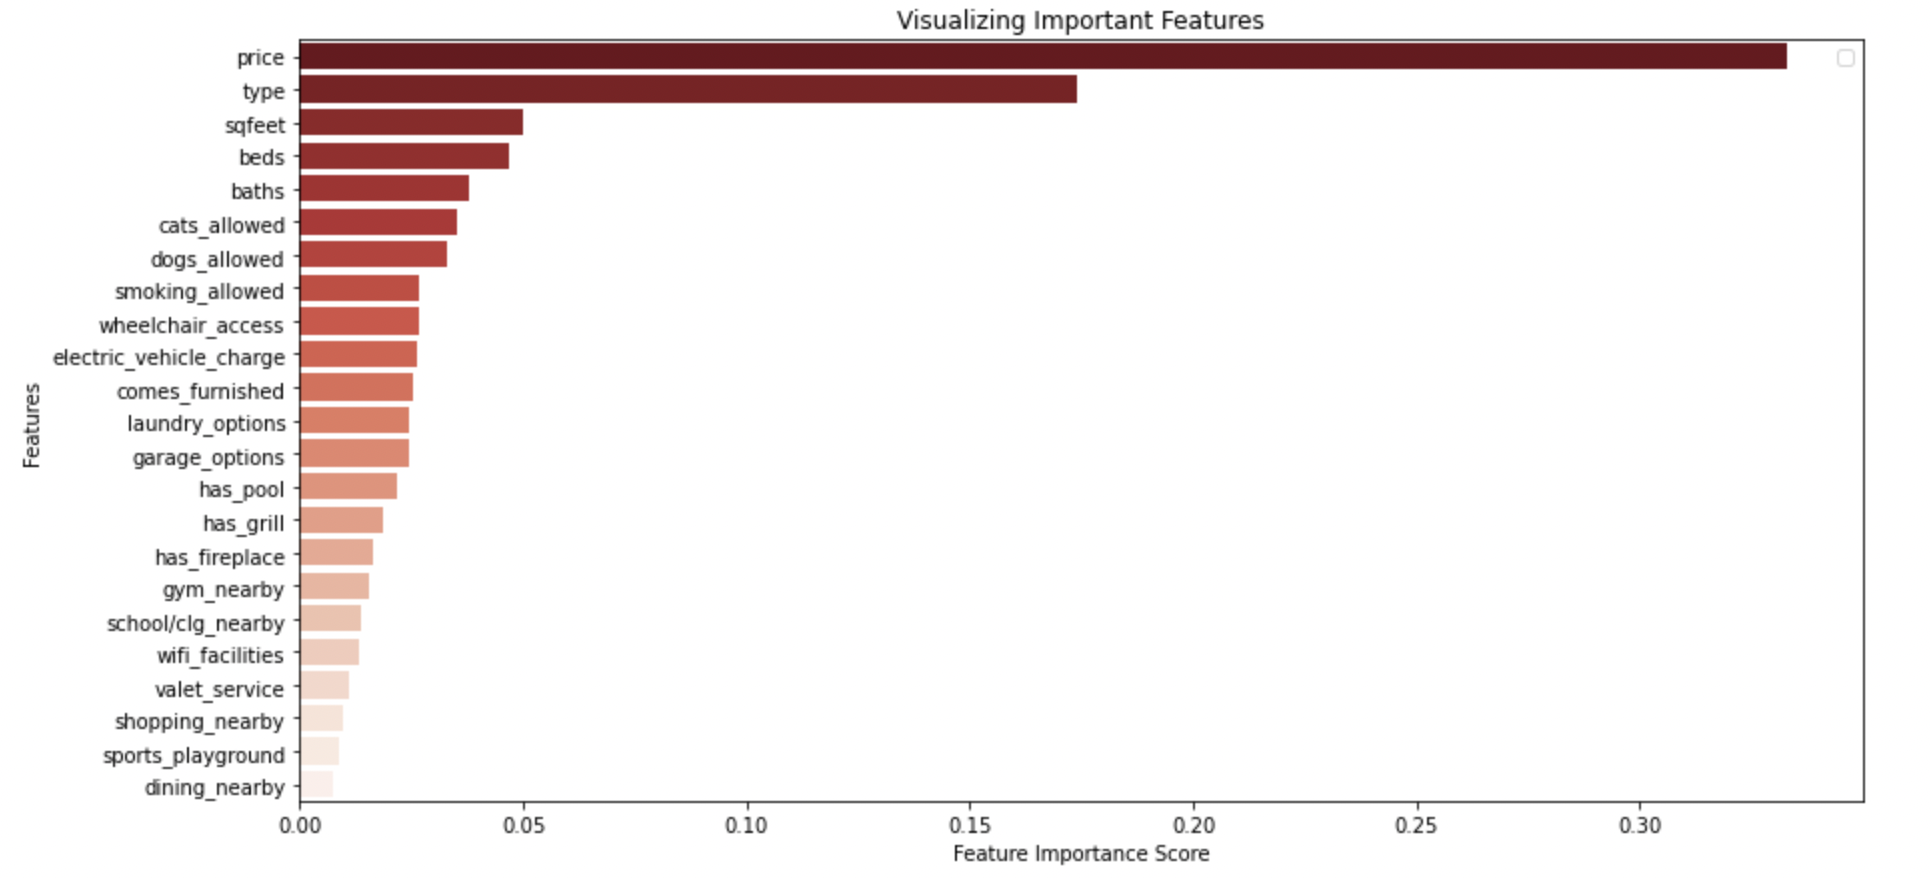 Visualizing Important Features
price
type
sqfeet
beds
baths
cats_allowed
dogs_allowed
smoking_allowed
wheelchair_access
electric_vehicle_charge
comes_furnished
laundry_options
garage_options
has_pool
has_grill
has_fireplace
gym_nearby
school/clg_nearby
wifi_facilities
valet_service
shopping_nearby
sports_playground
dining_nearby
Features
0.00 0.05 0.10 0.15 0.20 0.25 0.30
Feature Importance Score